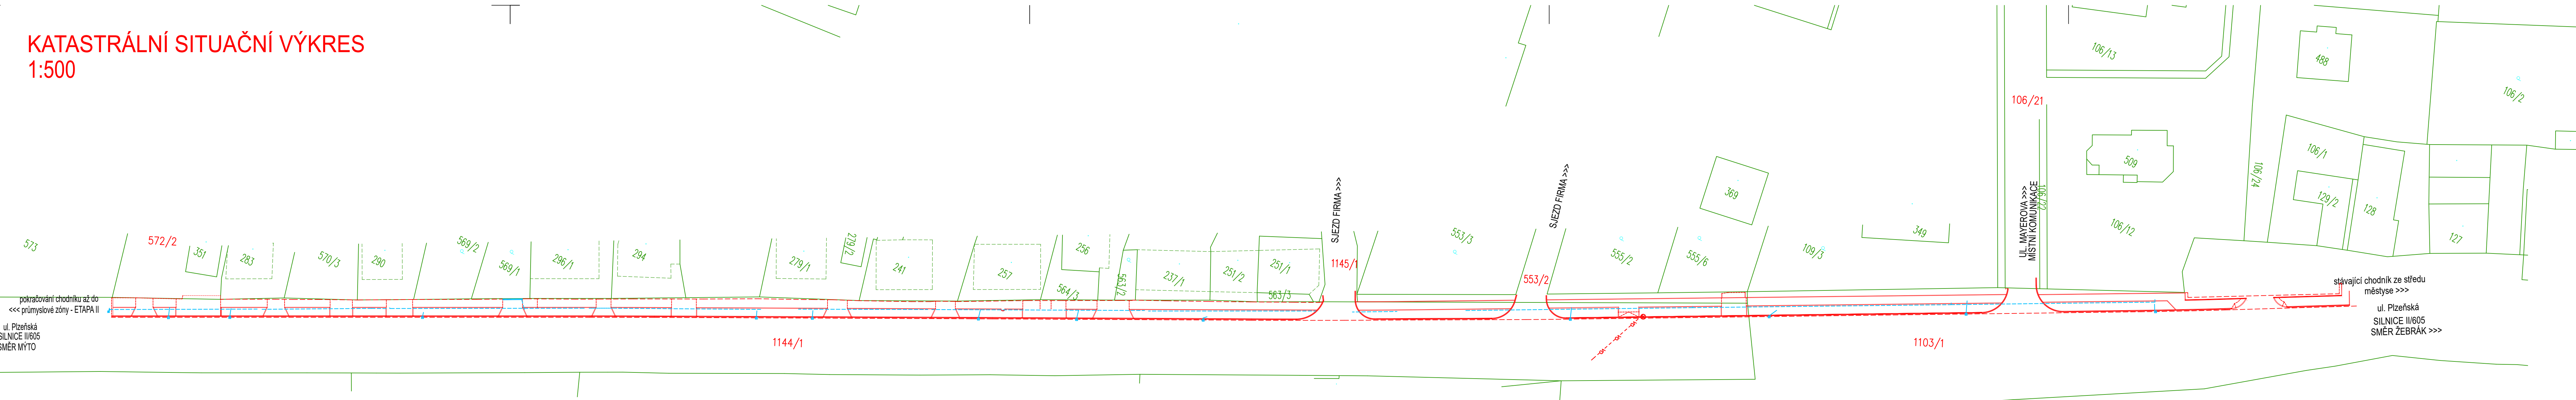 KATASTRÁLNÍ SITUAČNÍ VÝKRES
1:500
573
572/2
351
283
570/3
290
569/2
569/1
296/1
294
279/1
279/2
241
257
256
564/3
563/2
237/1
251/2
251/1
563/3
SJEZD FIRMA >>>
1145/1
553/3
SJEZD FIRMA >>>
553/2
555/2
555/6
369
109/3
349
106/21
106/13
UL. MAYEROVA >>>
MÍSTNÍ KOMUNIKACE
106/22
509
106/12
106/24
488
106/2
106/1
129/2
128
127
pokračování chodníku až do
<<< průmyslové zóny - ETAPA II
ul. Plzeňská
SILNICE II/605
SMĚR MÝTO
1144/1
1103/1
stávající chodník ze středu
městyse >>>
ul. Plzeňská
SILNICE II/605
SMĚR ŽEBRÁK >>>